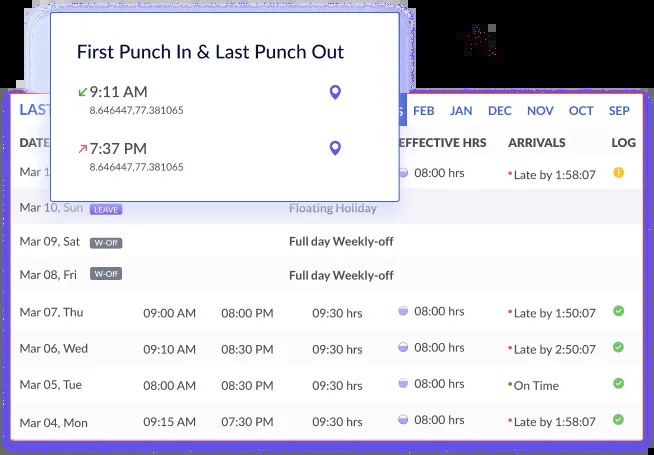 First Punch In & Last Punch Out
9:11 AM
8.646447,77.381065
7:37 PM
8.646447,77.381065
LAST
S FEB JAN DEC NOV OCT SEP
DATE EFFECTIVE HRS ARRIVALS LOG
Mar 1 08:00 hrs Late by 1:58:07
Mar 10, Sun LEAVE Floating Holiday
Mar 09, Sat W-Off Full day Weekly-off
Mar 08, Fri W-Off Full day Weekly-off
Mar 07, Thu 09:00 AM 08:00 PM 09:30 hrs 08:00 hrs Late by 1:50:07
Mar 06, Wed 09:10 AM 08:30 PM 09:30 hrs 08:00 hrs Late by 2:50:07
Mar 05, Tue 08:00 AM 08:30 PM 09:30 hrs 08:00 hrs On Time
Mar 04, Mon 09:15 AM 07:30 PM 09:30 hrs 08:00 hrs Late by 1:58:07